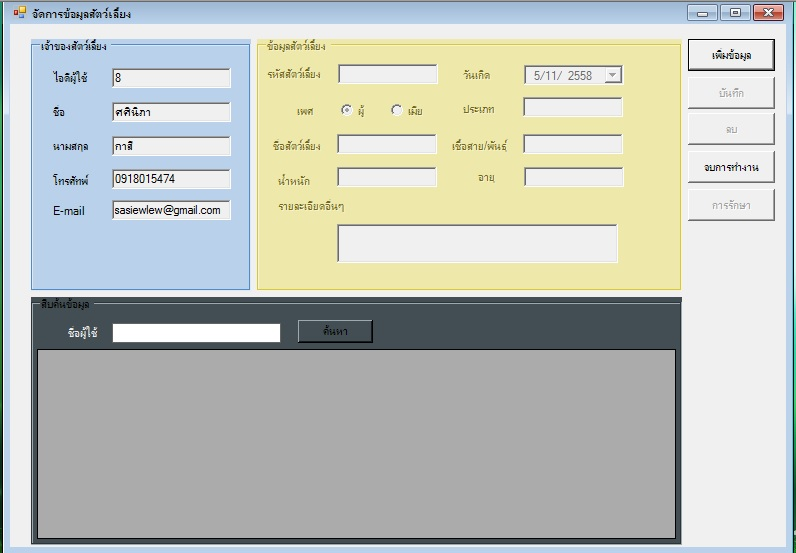 จัดการข้อมูลสัตว์เลี้ยง
เจ้าของสัตว์เลี้ยง
ไอดีผู้ใช้ 8
ชื่อ ศศินิภา
นามสกุล กาสี
โทรศัทพ์ 0918015474
E-mail sasiewlew@gmail.com
ข้อมูลสัตว์เลี้ยง
รหัสสัตว์เลี้ยง วันเกิด 5/11/ 2558
เพศ ผู้ เมีย ประเภท
ชื่อสัตว์เลี้ยง เชื้อสาย/พันธุ์
น้ำหนัก อายุ
รายละเอียดอื่นๆ
เพิ่มข้อมูล
บันทึก
ลบ
จบการทำงาน
การรักษา
สืบค้นข้อมูล
ชื่อผู้ใช้ ค้นหา